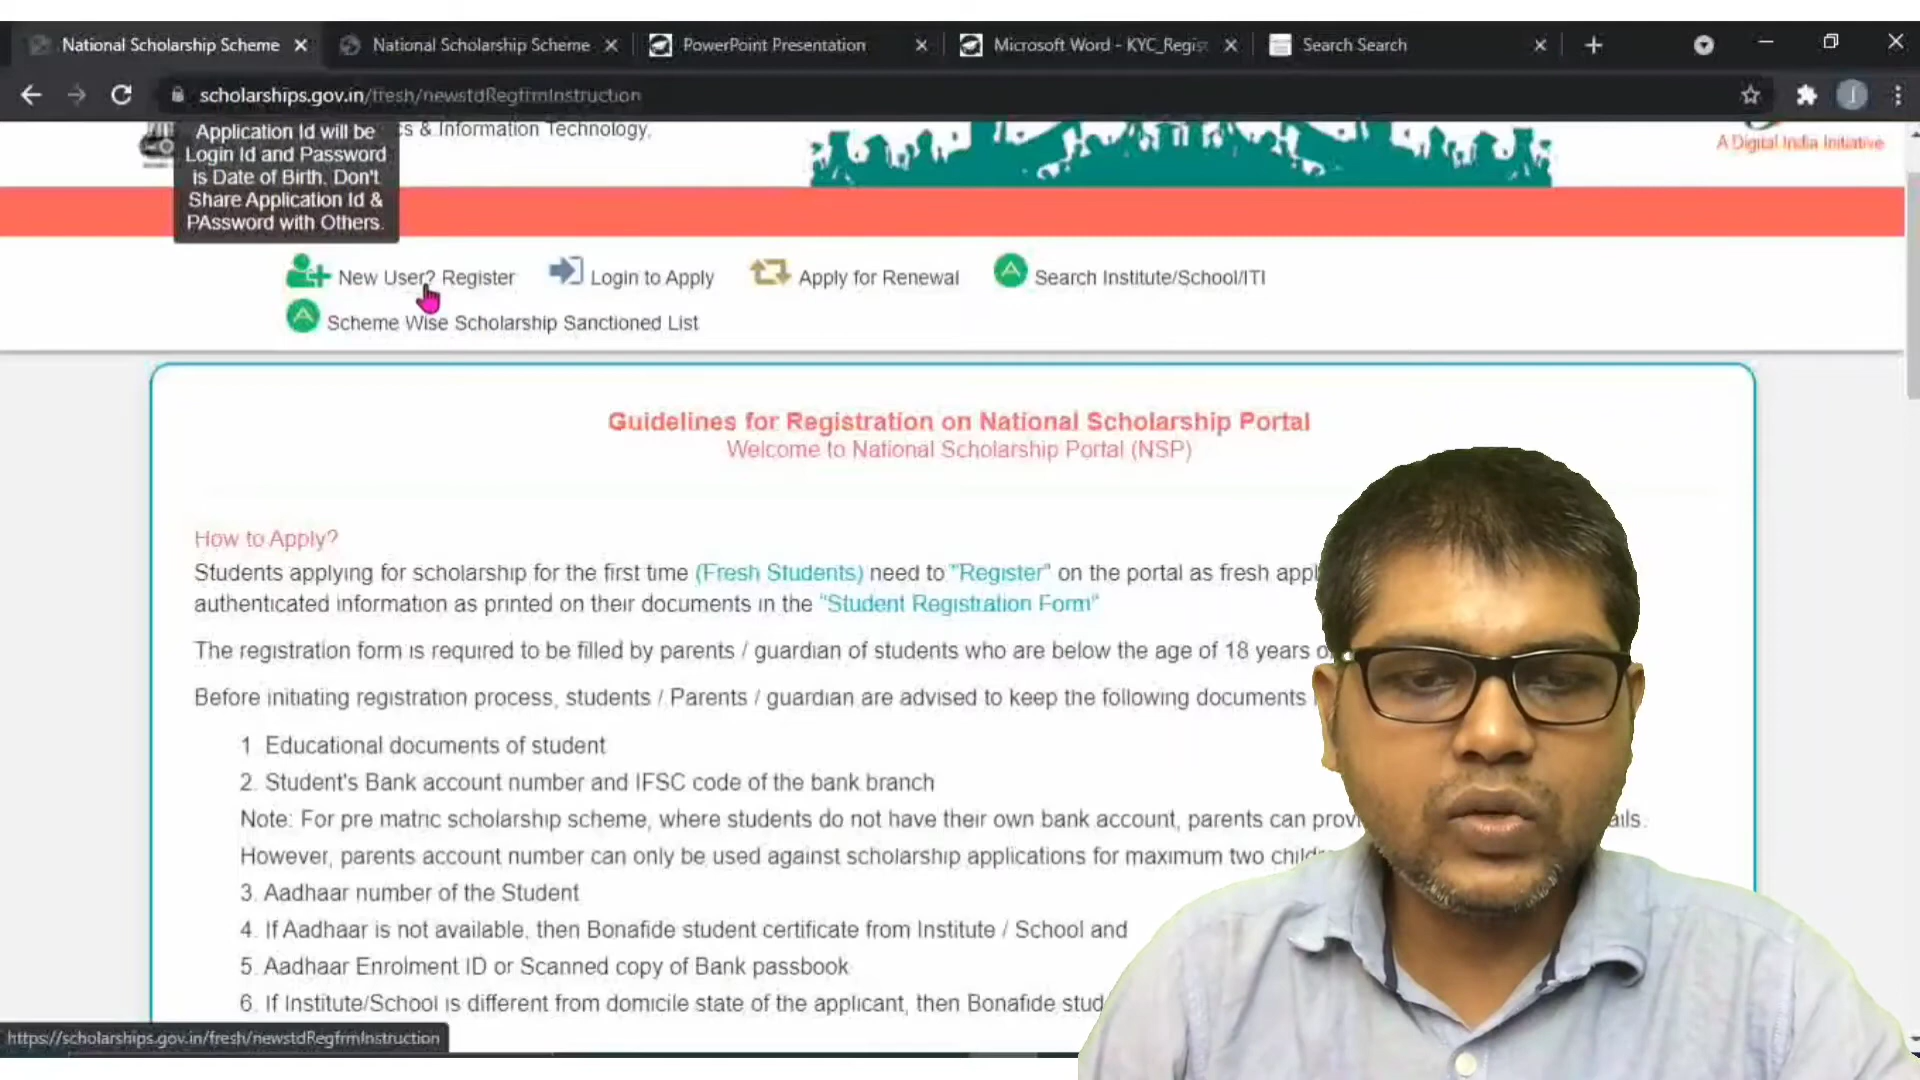 National Scholarship Scheme
National Scholarship Scheme
PowerPoint Presentation
Microsoft Word - KYC_Regis
Search Search
scholarships.gov.in/fresh/newstdRegfrmInstruction
cs & Information Technology.
A Digital India Initiative
Application Id will be
Login Id and Password
is Date of Birth. Don't
Share Application Id &
PAssword with Others.
New User? Register
Login to Apply
Apply for Renewal
Search Institute/School/ITI
Scheme Wise Scholarship Sanctioned List
Guidelines for Registration on National Scholarship Portal
Welcome to National Scholarship Portal (NSP)
How to Apply?
Students applying for scholarship for the first time (Fresh Students) need to "Register" on the portal as fresh appl
authenticated information as printed on their documents in the "Student Registration Form"
The registration form is required to be filled by parents / guardian of students who are below the age of 18 years o
Before initiating registration process, students / Parents / guardian are advised to keep the following documents
1. Educational documents of student
2. Student's Bank account number and IFSC code of the bank branch
Note: For pre matric scholarship scheme, where students do not have their own bank account, parents can provi ails.
However, parents account number can only be used against scholarship applications for maximum two childr
3. Aadhaar number of the Student
4. If Aadhaar is not available, then Bonafide student certificate from Institute / School and
5. Aadhaar Enrolment ID or Scanned copy of Bank passbook
6. If Institute/School is different from domicile state of the applicant, then Bonafide stud
https://scholarships.gov.in/fresh/newstdRegfrmInstruction